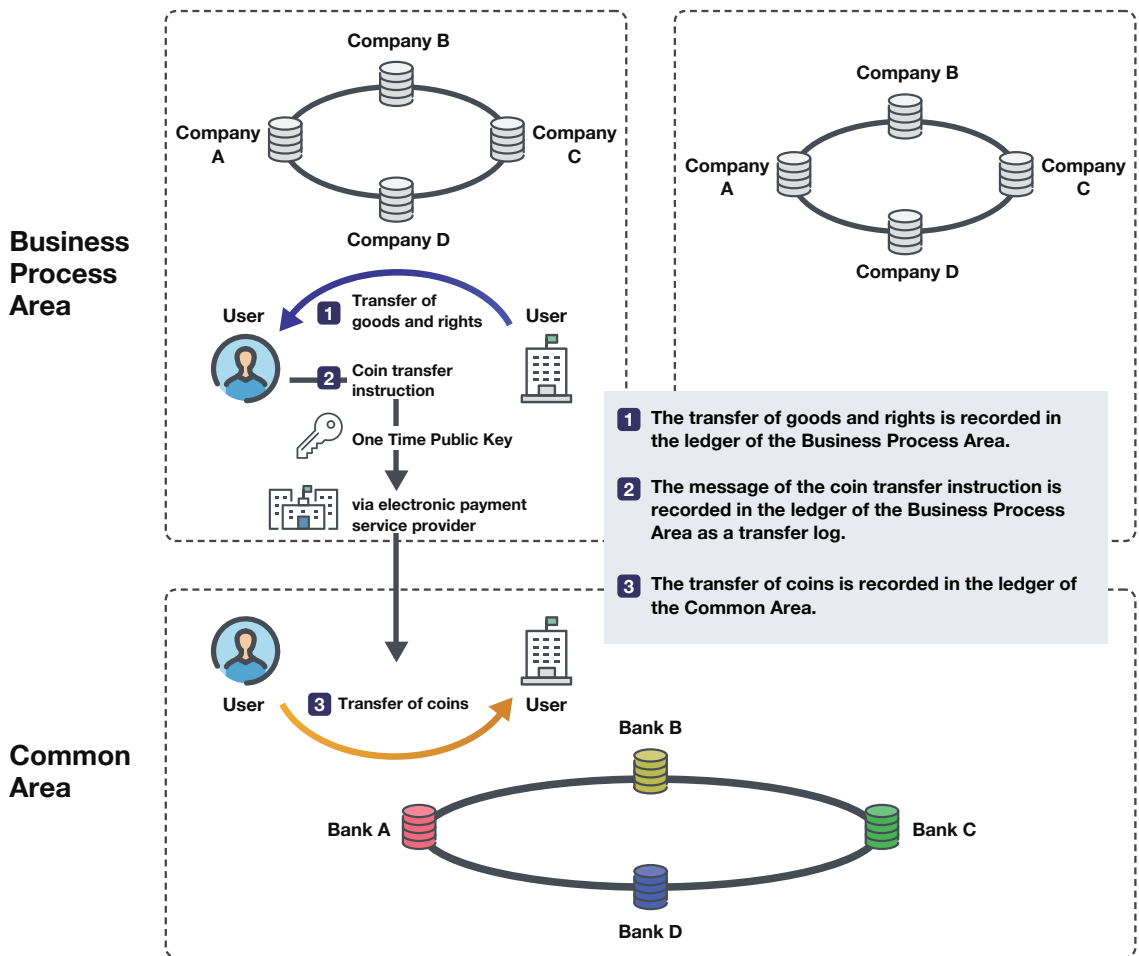 Business
Process
Area
Company B
Company
A
Company
C
Company D
User
1
Transfer of
goods and rights
User
2
Coin transfer
instruction
One Time Public Key
via electronic payment
service provider
Company B
Company
A
Company
C
Company D
1 The transfer of goods and rights is recorded in
the ledger of the Business Process Area.
2 The message of the coin transfer instruction is
recorded in the ledger of the Business Process
Area as a transfer log.
3 The transfer of coins is recorded in the ledger of
the Common Area.
Common
Area
User
3 Transfer of coins
User
Bank B
Bank A
Bank C
Bank D